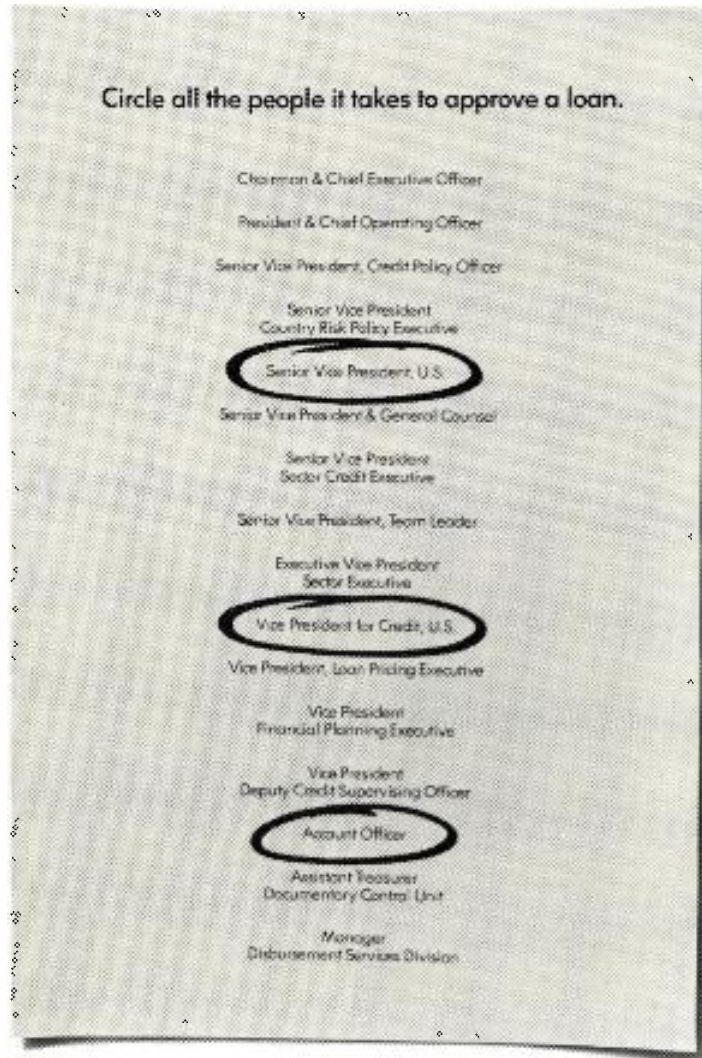 Circle all the people it takes to approve a loan.
Chairman & Chief Executive Officer
President & Chief Operating Officer
Senior Vice President, Credit Policy Officer
Senior Vice President
Country Risk Policy Executive
Senior Vice President, U.S.
Senior Vice President & General Counsel
Senior Vice President
Sector Credit Executive
Senior Vice President, Team Leader
Executive Vice President
Sector Executive
Vice President for Credit, U.S.
Vice President, Loan Pricing Executive
Vice President
Financial Planning Executive
Vice President
Deputy Credit Supervising Officer
Account Officer
Assistant Treasurer
Documentary Control Unit
Manager
Disbursement Services Division